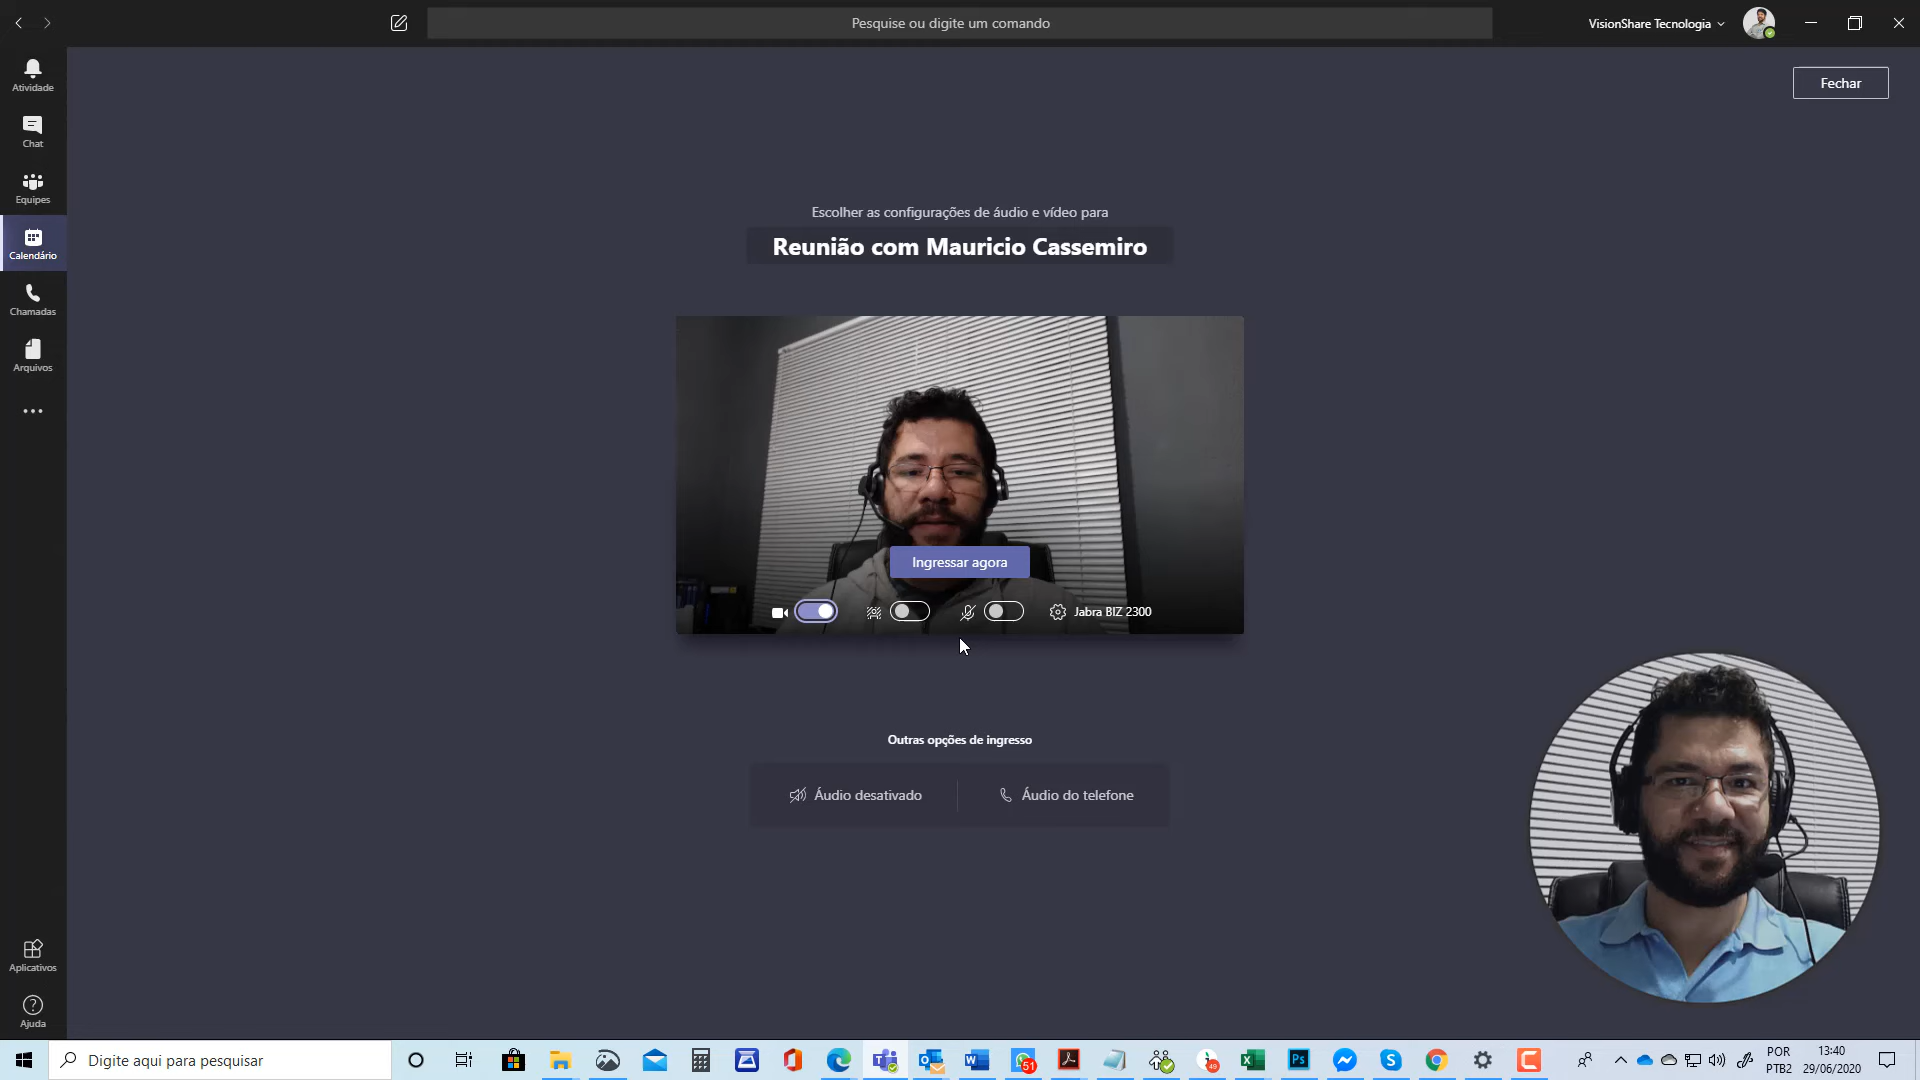 Pesquise ou digite um comando
VisionShare Tecnologia
Atividade
Chat
Equipes
Calendário
Chamadas
Arquivos
Aplicativos
Ajuda
Fechar
Escolher as configurações de áudio e vídeo para
Reunião com Mauricio Cassemiro
Ingressar agora
Jabra BIZ 2300
Outras opções de ingresso
Áudio desativado
Áudio do telefone
Digite aqui para pesquisar
51
49
POR
PTB2
13:40
29/06/2020